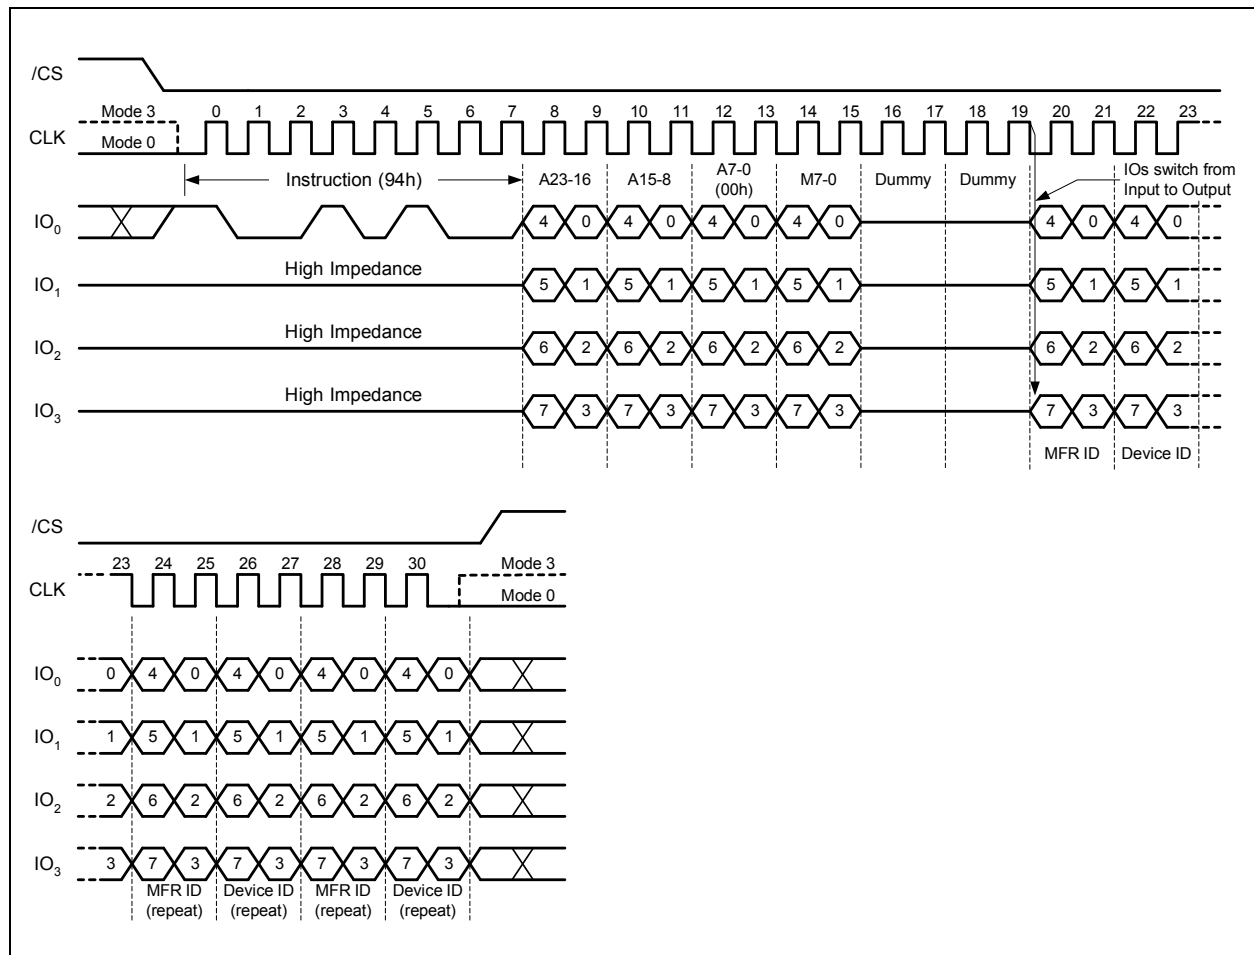 /CS
Mode 3 0 1 2 3 4 5 6 7 8 9 10 11 12 13 14 15 16 17 18 19 20 21 22 23
CLK
Mode 0
Instruction (94h) A23-16 A15-8 A7-0 M7-0 Dummy Dummy IOs switch from
(00h) Input to Output
IO0 4 0 4 0 4 0 4 0 4 0 4 0
High Impedance
IO1 5 1 5 1 5 1 5 1 5 1 5 1
High Impedance
IO2 6 2 6 2 6 2 6 2 6 2 6 2
High Impedance
IO3 7 3 7 3 7 3 7 3 7 3 7 3
MFR ID Device ID
/CS
23 24 25 26 27 28 29 30 Mode 3
CLK
Mode 0
IO0 0 4 0 4 0 4 0 4 0
IO1 1 5 1 5 1 5 1 5 1
IO2 2 6 2 6 2 6 2 6 2
IO3 3 7 3 7 3 7 3 7 3
MFR ID Device ID MFR ID Device ID
(repeat) (repeat) (repeat) (repeat)